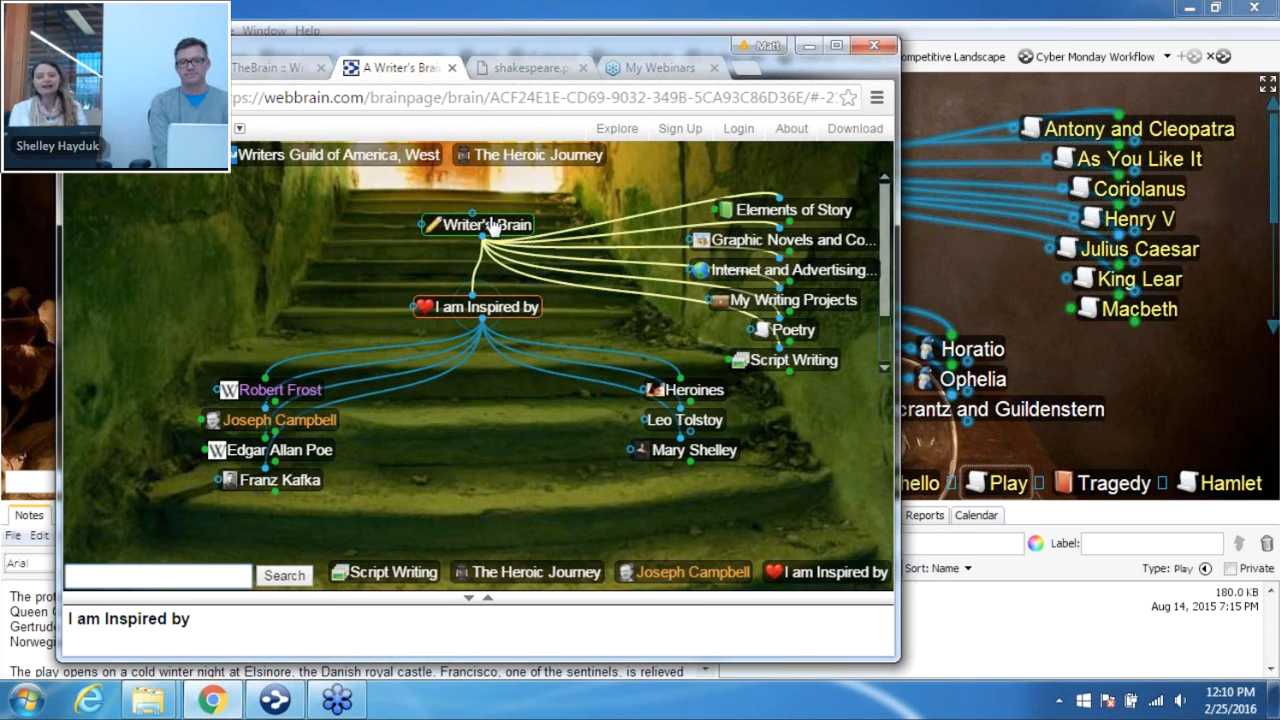 Shelley Hayduk
Window Help
Matt
TheBrain :: Wr
A Writer's Brai
shakespeare.p
My Webinars
ps://webbrain.com/brainpage/brain/ACF24E1E-CD69-9032-349B-5CA93C86D36E/#-2
Explore Sign Up Login About Download
Writers Guild of America, West
The Heroic Journey
Writer's Brain
I am Inspired by
Elements of Story
Graphic Novels and Co...
Internet and Advertising...
My Writing Projects
Poetry
Script Writing
Robert Frost
Joseph Campbell
Edgar Allan Poe
Franz Kafka
Heroines
Leo Tolstoy
Mary Shelley
Search
Script Writing
The Heroic Journey
Joseph Campbell
I am Inspired by
I am Inspired by
ompetitive Landscape
Cyber Monday Workflow
Antony and Cleopatra
As You Like It
Coriolanus
Henry V
Julius Caesar
King Lear
Macbeth
Horatio
Ophelia
crantz and Guildenstern
hello
Play
Tragedy
Hamlet
Notes
File Edit
Arial
The prot
Queen G
Gertrude
Norwegi
The play opens on a cold winter night at Elsinore, the Danish royal castle. Francisco, one of the sentinels, is relieved
Reports Calendar
Label:
Sort: Name
Type: Play
Private
180.0 KB
Aug 14, 2015 7:15 PM
12:10 PM
2/25/2016